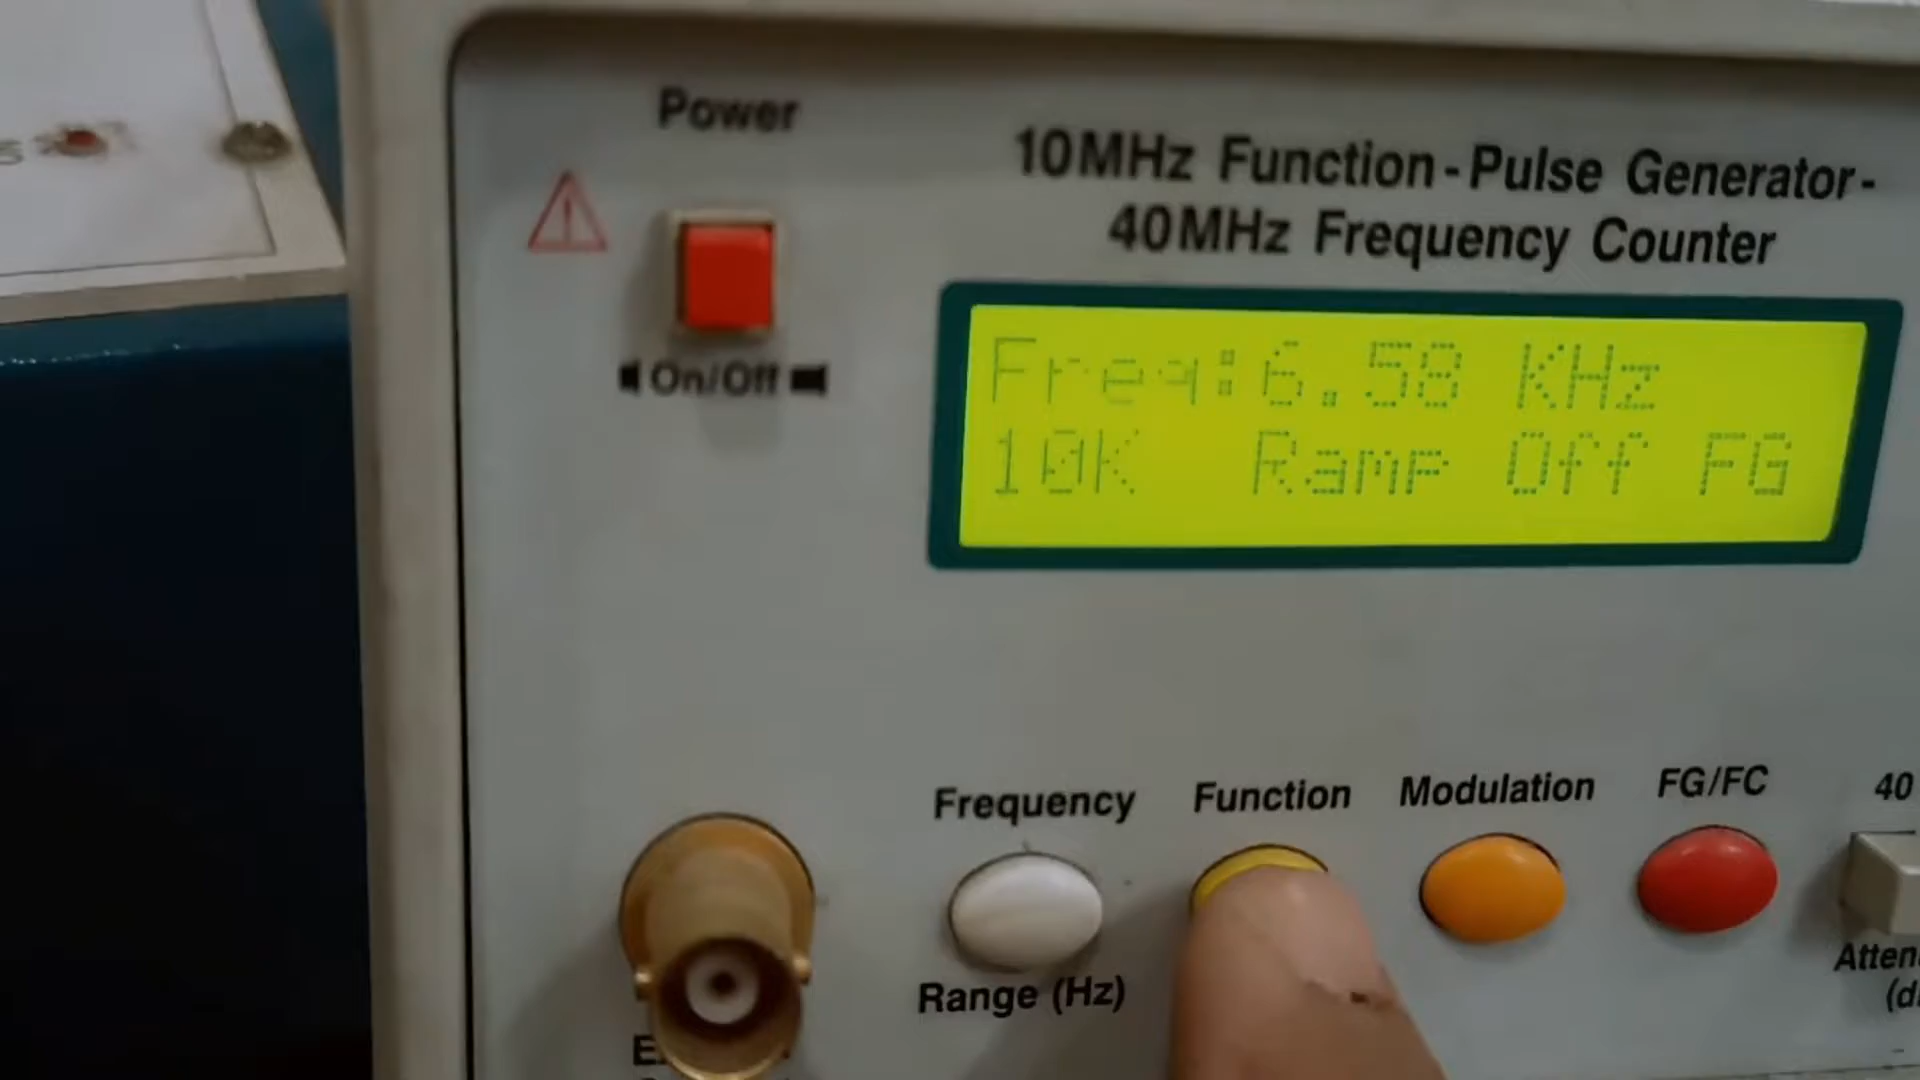 Power
10MHz Function-Pulse Generator-
40MHz Frequency Counter
On/Off
Freq:6.58 KHz
10K Ramp Off FG
Frequency Function Modulation FG/FC 40
Range (Hz)